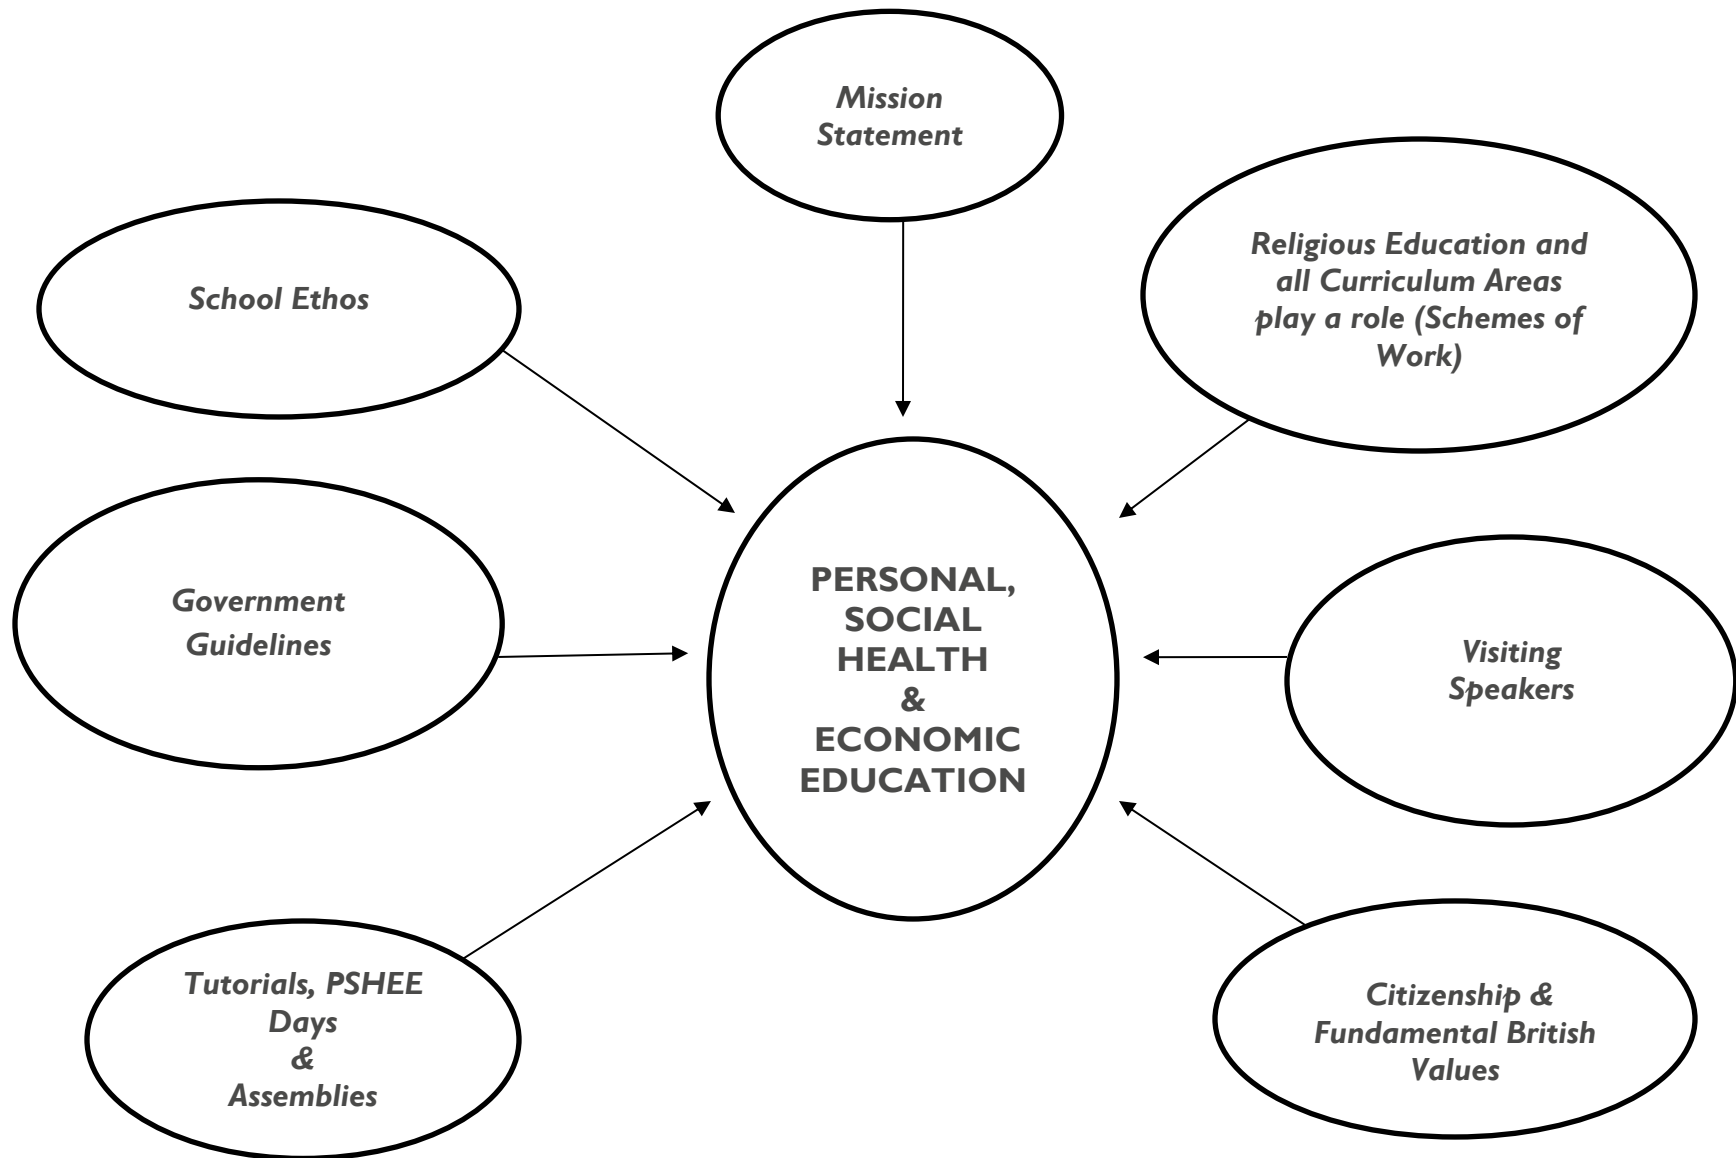 Mission
Statement
Religious Education and
all Curriculum Areas
play a role (Schemes of
Work)
School Ethos
PERSONAL,
SOCIAL
HEALTH
&
ECONOMIC
EDUCATION
Government
Guidelines
Visiting
Speakers
Tutorials, PSHEE
Days
&
Assemblies
Citizenship &
Fundamental British
Values